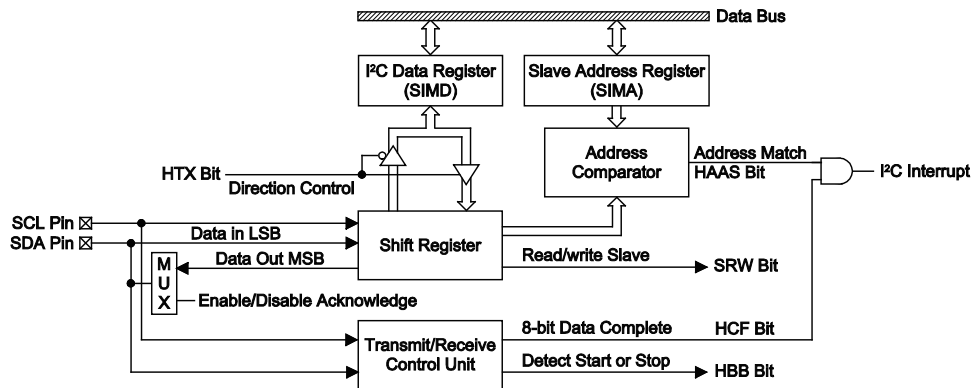 Data Bus
I²C Data Register
(SIMD)
Slave Address Register
(SIMA)
HTX Bit
Direction Control
Address
Comparator
Address Match
HAAS Bit
I²C Interrupt
SCL Pin
SDA Pin
Data in LSB
Shift Register
Data Out MSB
Read/write Slave
SRW Bit
M
U
X
Enable/Disable Acknowledge
Transmit/Receive
Control Unit
8-bit Data Complete
HCF Bit
Detect Start or Stop
HBB Bit